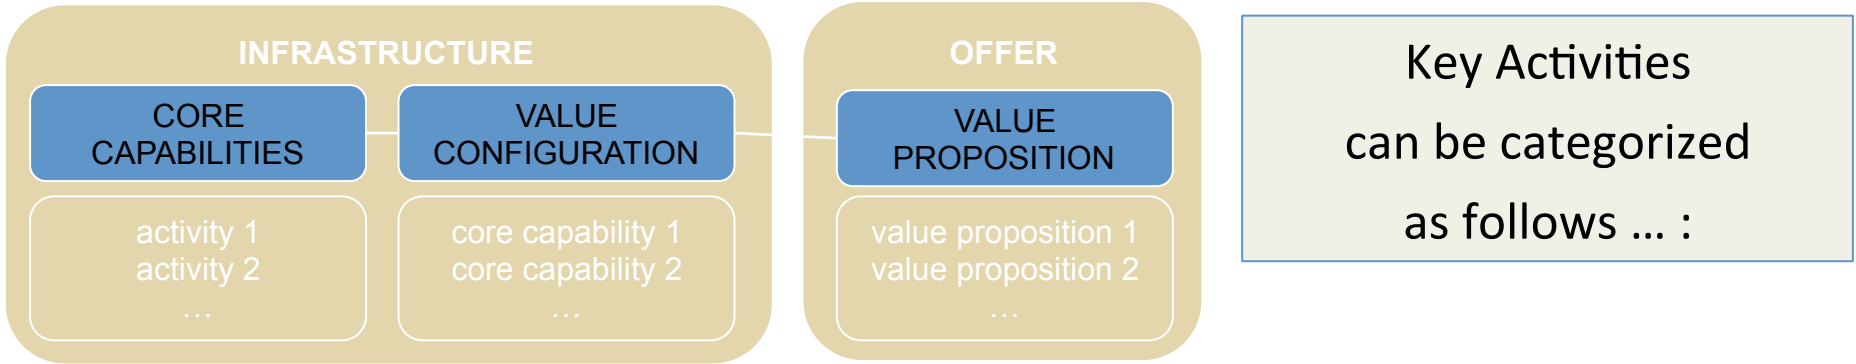 INFRASTRUCTURE
CORE
CAPABILITIES
VALUE
CONFIGURATION
activity 1
activity 2
...
core capability 1
core capability 2
...
OFFER
VALUE
PROPOSITION
value proposition 1
value proposition 2
...
Key Activities
can be categorized
as follows ... :